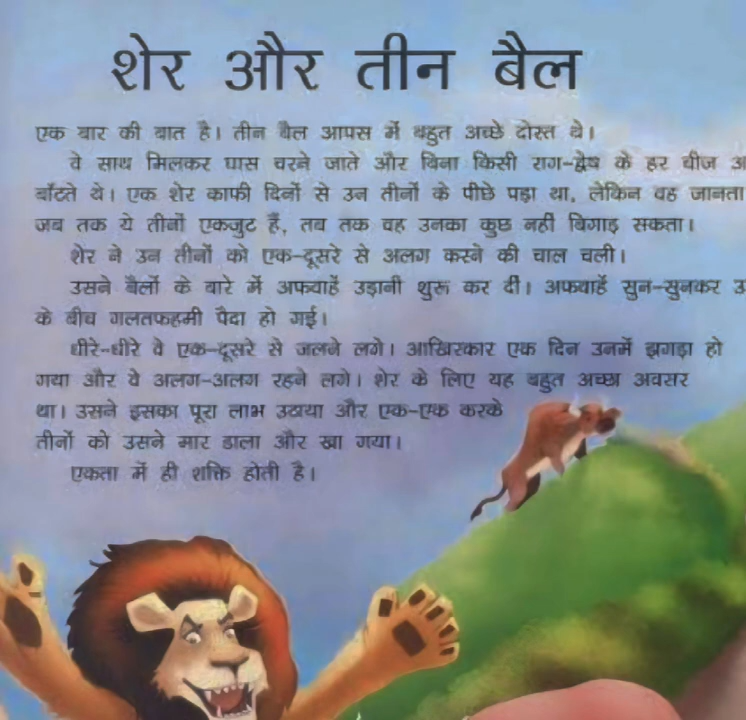 शेर और तीन बैल
एक बार की बात है। तीन बैल आपस में बहुत अच्छे दोस्त थे।
वे साथ मिलकर घास चरने जाते और बिना किसी राग-द्वेष के हर चीज
बाँटते थे। एक शेर काफी दिनों से उन तीनों के पीछे पड़ा था, लेकिन वह जानता
जब तक ये तीनों एकजुट हैं, तब तक वह उनका कुछ नहीं बिगाड़ सकता।
शेर ने उन तीनों को एक-दूसरे से अलग करने की चाल चली।
उसने बैलों के बारे में अफवाहें उड़ानी शुरू कर दीं। अफवाहें सुन-सुनकर
के बीच गलतफहमी पैदा हो गई।
धीरे-धीरे वे एक-दूसरे से जलने लगे। आखिरकार एक दिन उनमें झगड़ा हो
गया और वे अलग-अलग रहने लगे। शेर के लिए यह बहुत अच्छा अवसर
था। उसने इसका पूरा लाभ उठाया और एक-एक करके
तीनों को उसने मार डाला और खा गया।
एकता में ही शक्ति होती है।